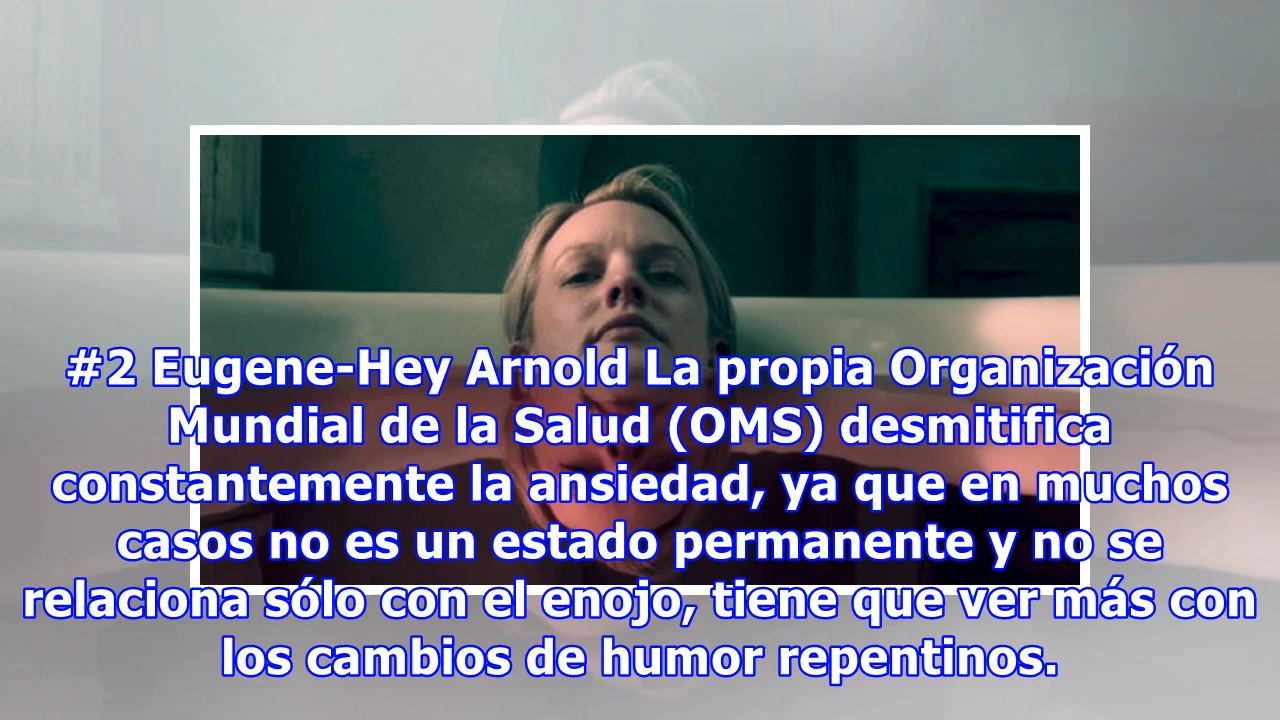 #2 Eugene-Hey Arnold La propia Organización
Mundial de la Salud (OMS) desmitifica
constantemente la ansiedad, ya que en muchos
casos no es un estado permanente y no se
relaciona sólo con el enojo, tiene que ver más con
los cambios de humor repentinos.